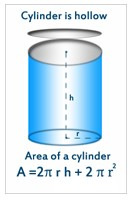 Cylinder is hollow
h
r
Area of a cylinder
A =2π r h + 2 π r²